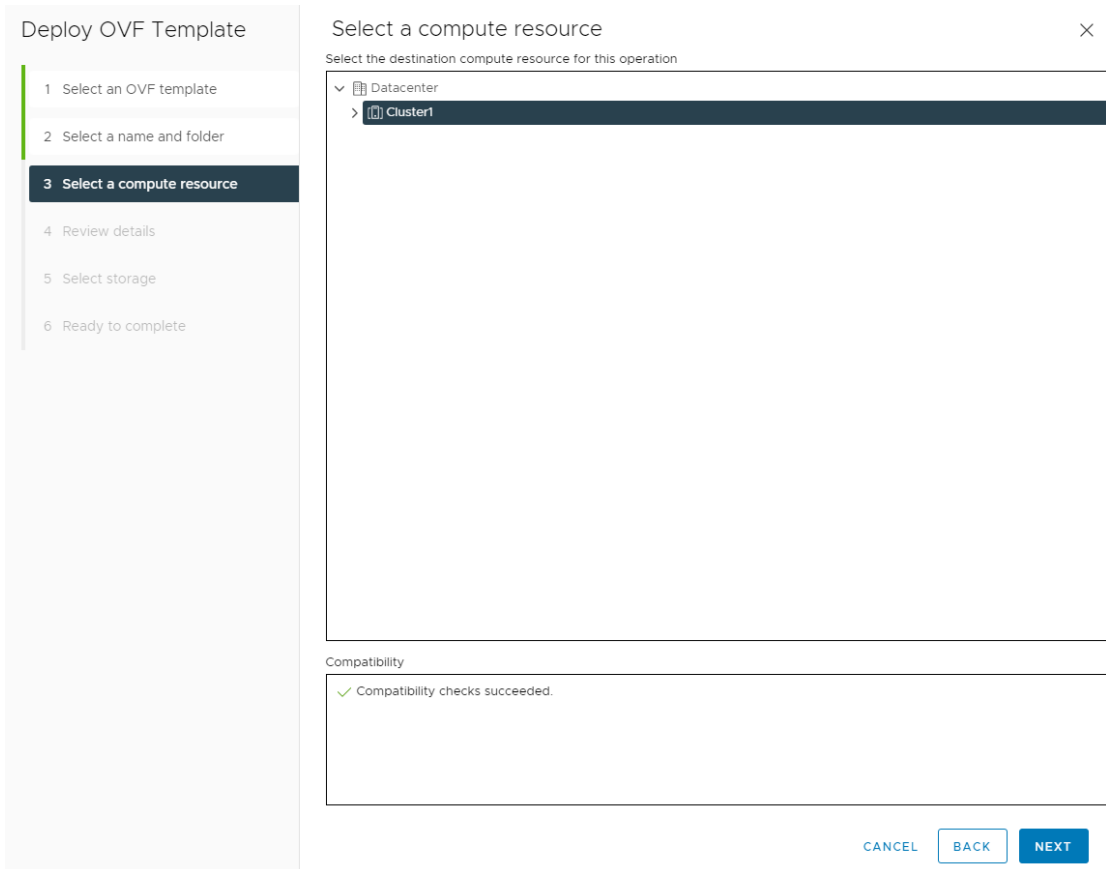 Deploy OVF Template
1 Select an OVF template
2 Select a name and folder
3 Select a compute resource
4 Review details
5 Select storage
6 Ready to complete
Select a compute resource
Select the destination compute resource for this operation
Datacenter
Cluster1
Compatibility
Compatibility checks succeeded.
CANCEL BACK NEXT